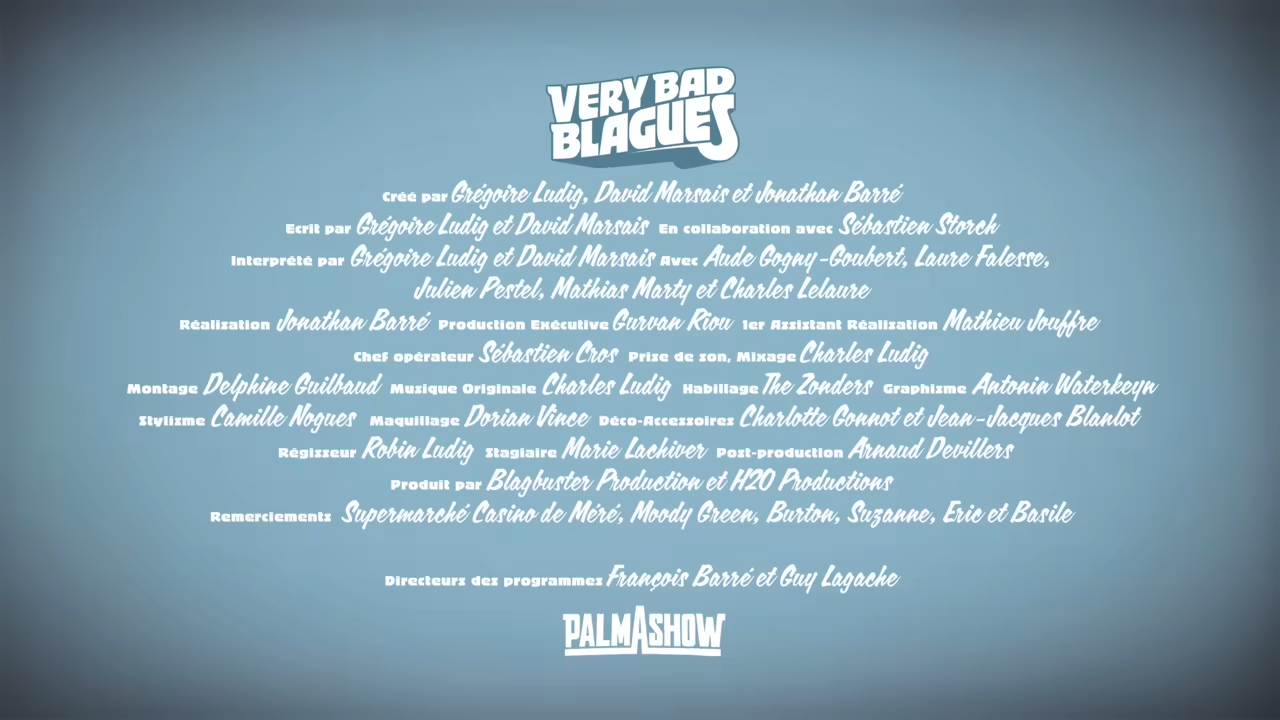 VERY BAD
BLAGUES
Créé par Grégoire Ludig, David Marsais et Jonathan Barré
Ecrit par Grégoire Ludig et David Marsais En collaboration avec Sébastien Storch
Interprété par Grégoire Ludig et David Marsais Avec Aude Gogny-Goubert, Laure Falesse,
Julien Pestel, Mathias Marty et Charles Lelaure
Réalisation Jonathan Barré Production Exécutive Gurvan Riou 1er Assistant Réalisation Mathieu Jouffre
Chef opérateur Sébastien Cros Prise de son, Mixage Charles Ludig
Montage Delphine Guilbaud Musique Originale Charles Ludig Habillage The Zonders Graphisme Antonin Waterkeyn
Stylisme Camille Nogues Maquillage Dorian Vince Déco-Accessoires Charlotte Gonnot et Jean-Jacques Blanlot
Régisseur Robin Ludig Stagiaire Marie Lachiver Post-production Arnaud Devillers
Produit par Blagbuster Production et H2O Productions
Remerciements Supermarché Casino de Méré, Moody Green, Burton, Suzanne, Eric et Basile
Directeurs des programmes François Barré et Guy Lagache
PALMASHOW